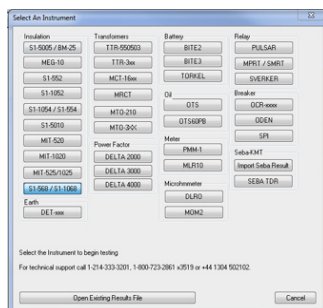 Select An Instrument
Insulation
S1-5005 / BM-25
MEG-10
S1-552
S1-1052
S1-1054 / S1-554
S1-5010
MIT-520
MIT-1020
MIT-525/1025
S1-568 / S1-1068
Earth
DET-xxx
Transformers
TTR-550503
TTR-3xx
MCT-16xx
MRCT
MTO-210
MTO-3XX
Power Factor
DELTA 2000
DELTA 3000
DELTA 4000
Battery
BITE2
BITE3
TORKEL
Oil
OTS
OTS60PB
Meter
PMM-1
MLR10
Microhmmeter
DLRO
MOM2
Relay
PULSAR
MPRT / SMRT
SVERKER
Breaker
OCR-xxxx
ODEN
SPI
Seba-KMT
Import Seba Result
SEBA TDR
Select the Instrument to begin testing
For technical support call 1-214-333-3201, 1-800-723-2861 x3519 or +44 1304 502102.
Open Existing Results File
Cancel